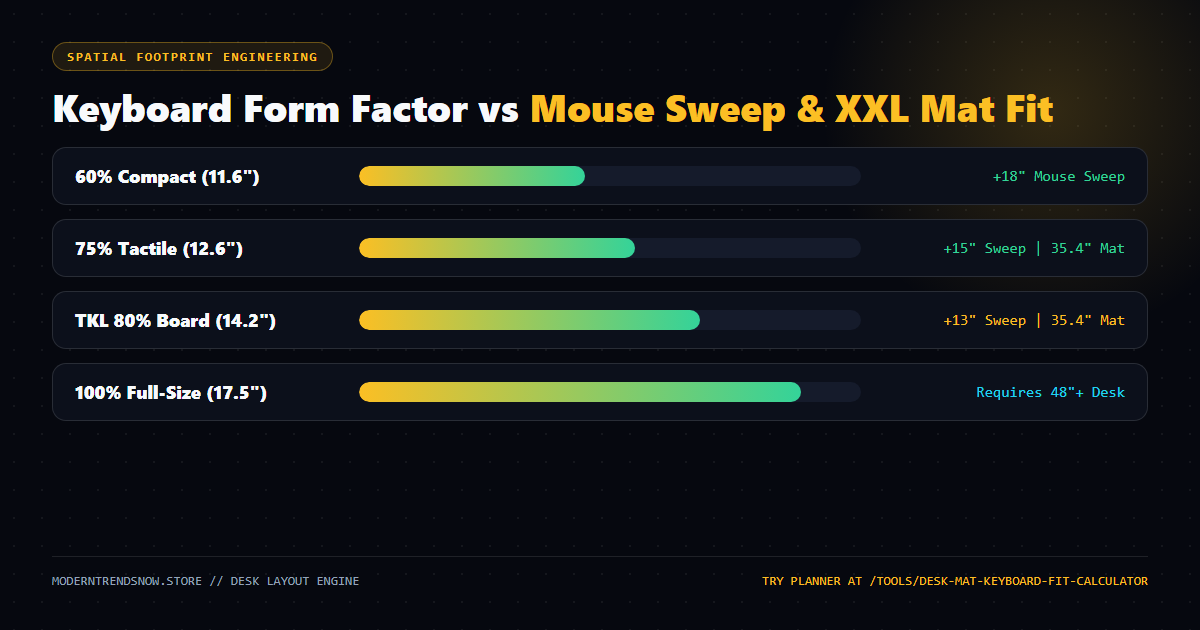 SPATIAL FOOTPRINT ENGINEERING
Keyboard Form Factor vs Mouse Sweep & XXL Mat Fit
60% Compact (11.6")
+18" Mouse Sweep
75% Tactile (12.6")
+15" Sweep | 35.4" Mat
TKL 80% Board (14.2")
+13" Sweep | 35.4" Mat
100% Full-Size (17.5")
Requires 48"+ Desk
MODERNTRENDSNOW.STORE // DESK LAYOUT ENGINE
TRY PLANNER AT /TOOLS/DESK-MAT-KEYBOARD-FIT-CALCULATOR